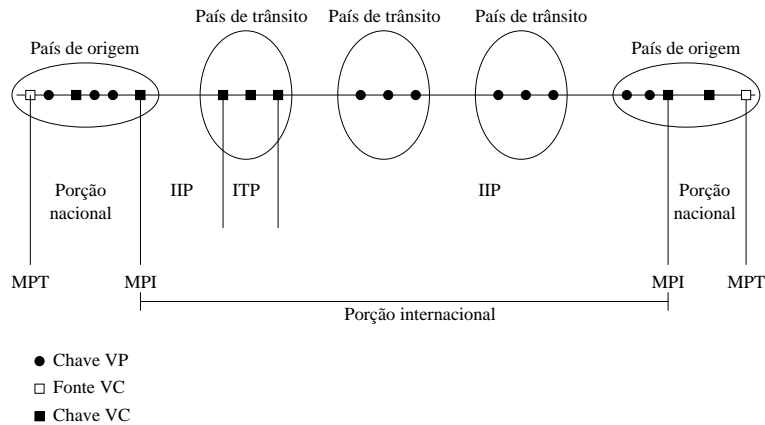 País de trânsito
País de trânsito
País de trânsito
País de origem
País de origem
Porção
nacional
IIP
ITP
IIP
Porção
nacional
MPT
MPI
MPI
MPT
Porção internacional
Chave VP
Fonte VC
Chave VC